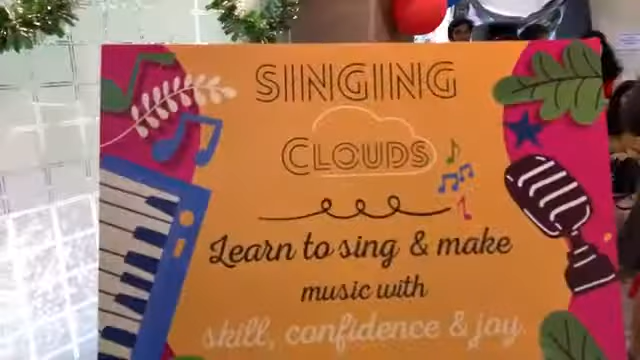 SINGING
CLOUDS
Learn to sing & make
music with
skill, confidence & joy.